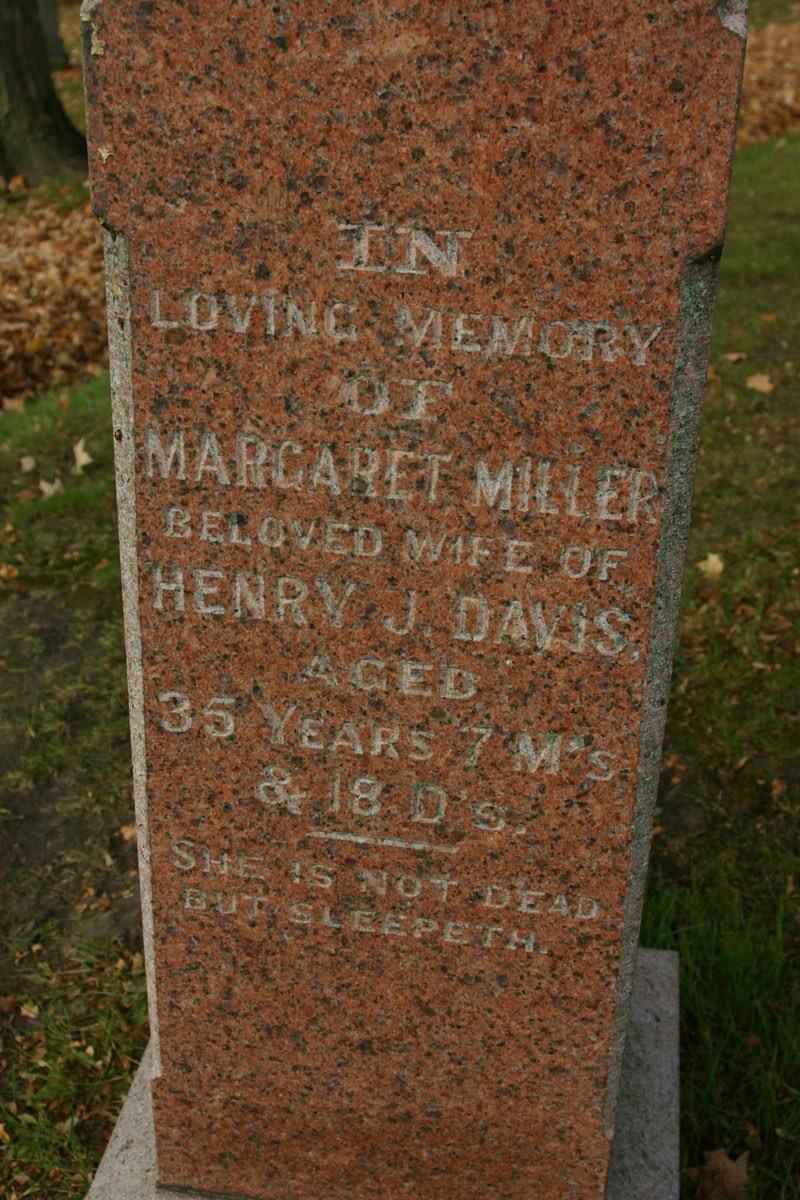 IN
LOVING MEMORY
OF
MARGARET MILLER
BELOVED WIFE OF
HENRY J. DAVIS,
AGED
35 YEARS 7 M's
& 18 D's.
SHE IS NOT DEAD
BUT SLEEPETH.